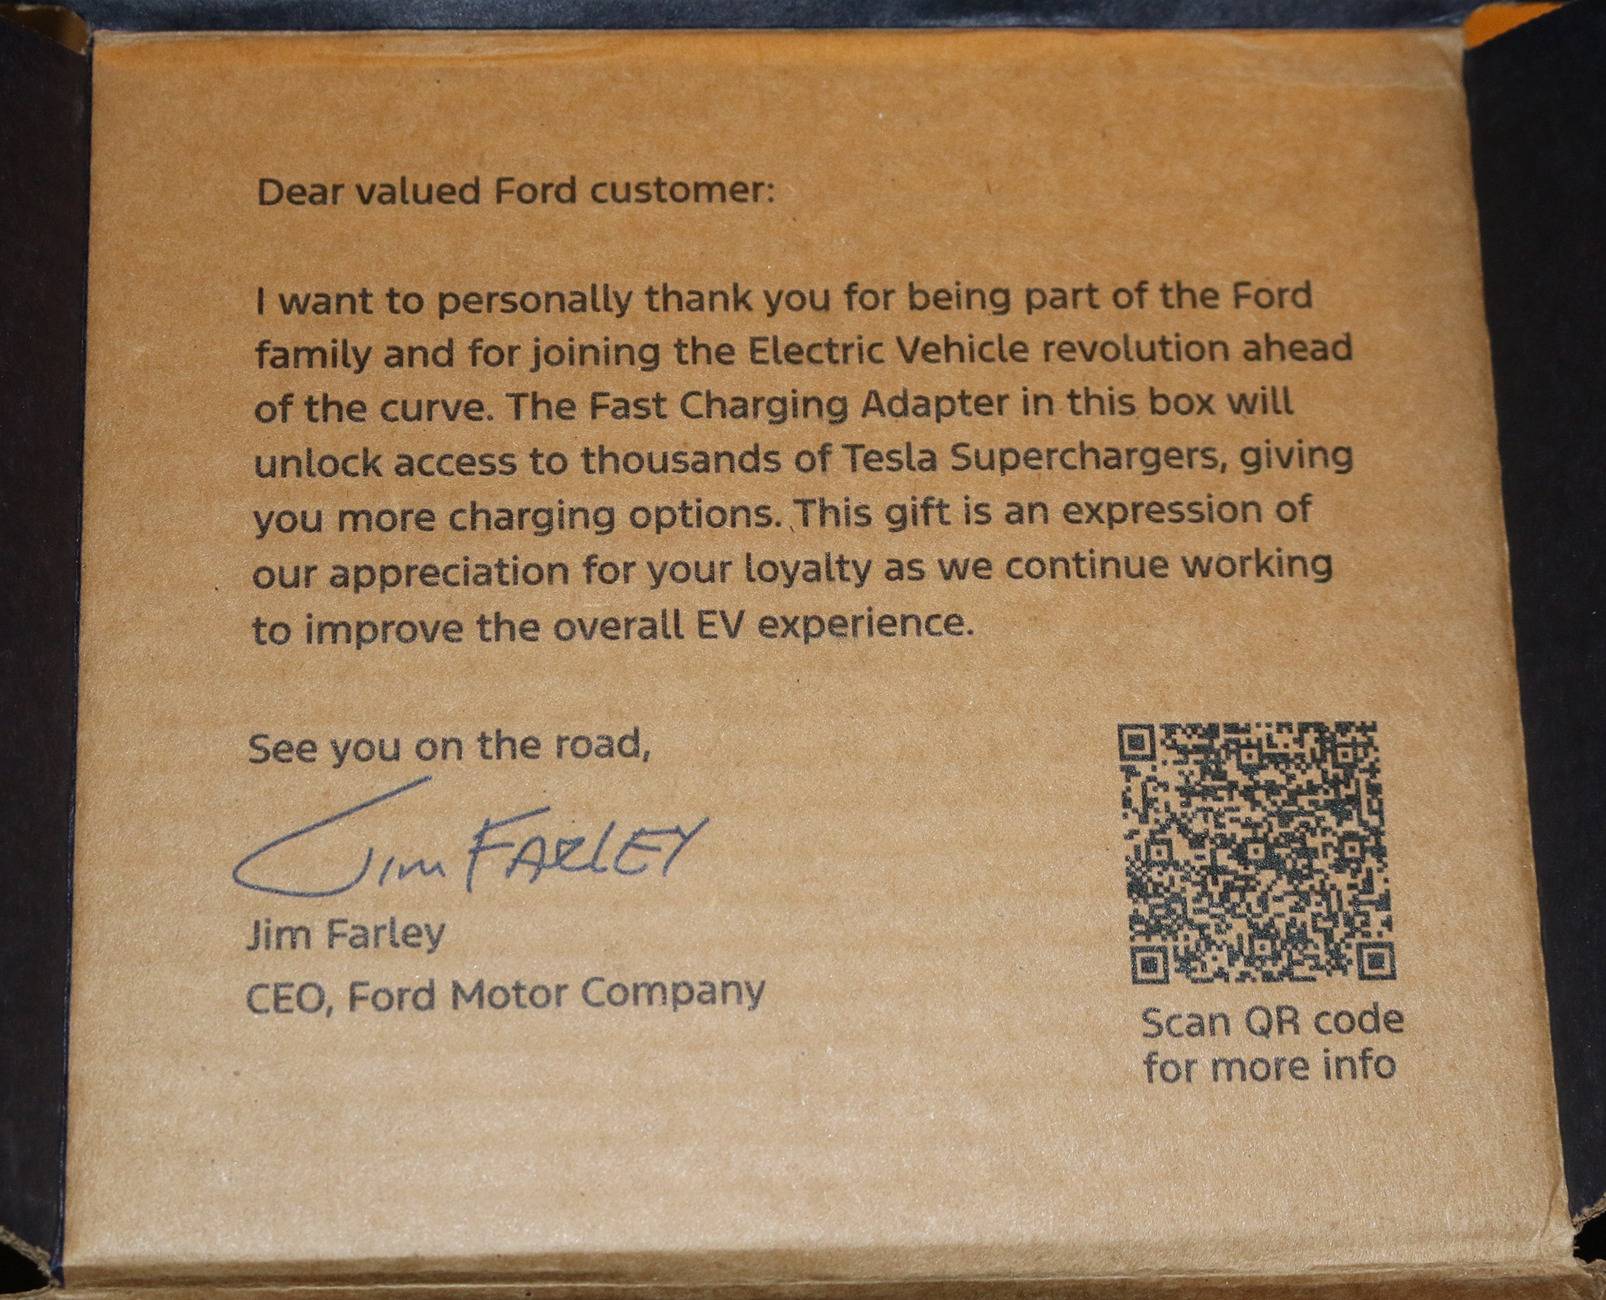 Dear valued Ford customer:
I want to personally thank you for being part of the Ford
family and for joining the Electric Vehicle revolution ahead
of the curve. The Fast Charging Adapter in this box will
unlock access to thousands of Tesla Superchargers, giving
you more charging options. This gift is an expression of
our appreciation for your loyalty as we continue working
to improve the overall EV experience.
See you on the road,
Jim FARLEY
Jim Farley
CEO, Ford Motor Company
Scan QR code
for more info